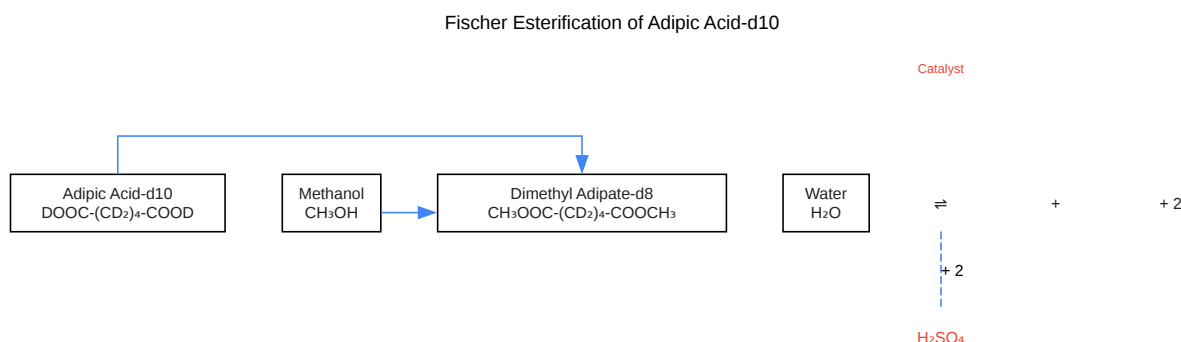 Fischer Esterification of Adipic Acid-d10
Catalyst
Adipic Acid-d10
DOOC-(CD₂)₄-COOD
Methanol
CH₃OH
Dimethyl Adipate-d8
CH₃OOC-(CD₂)₄-COOCH₃
Water
H₂O
⇌
+
+ 2
+ 2
H₂SO₄